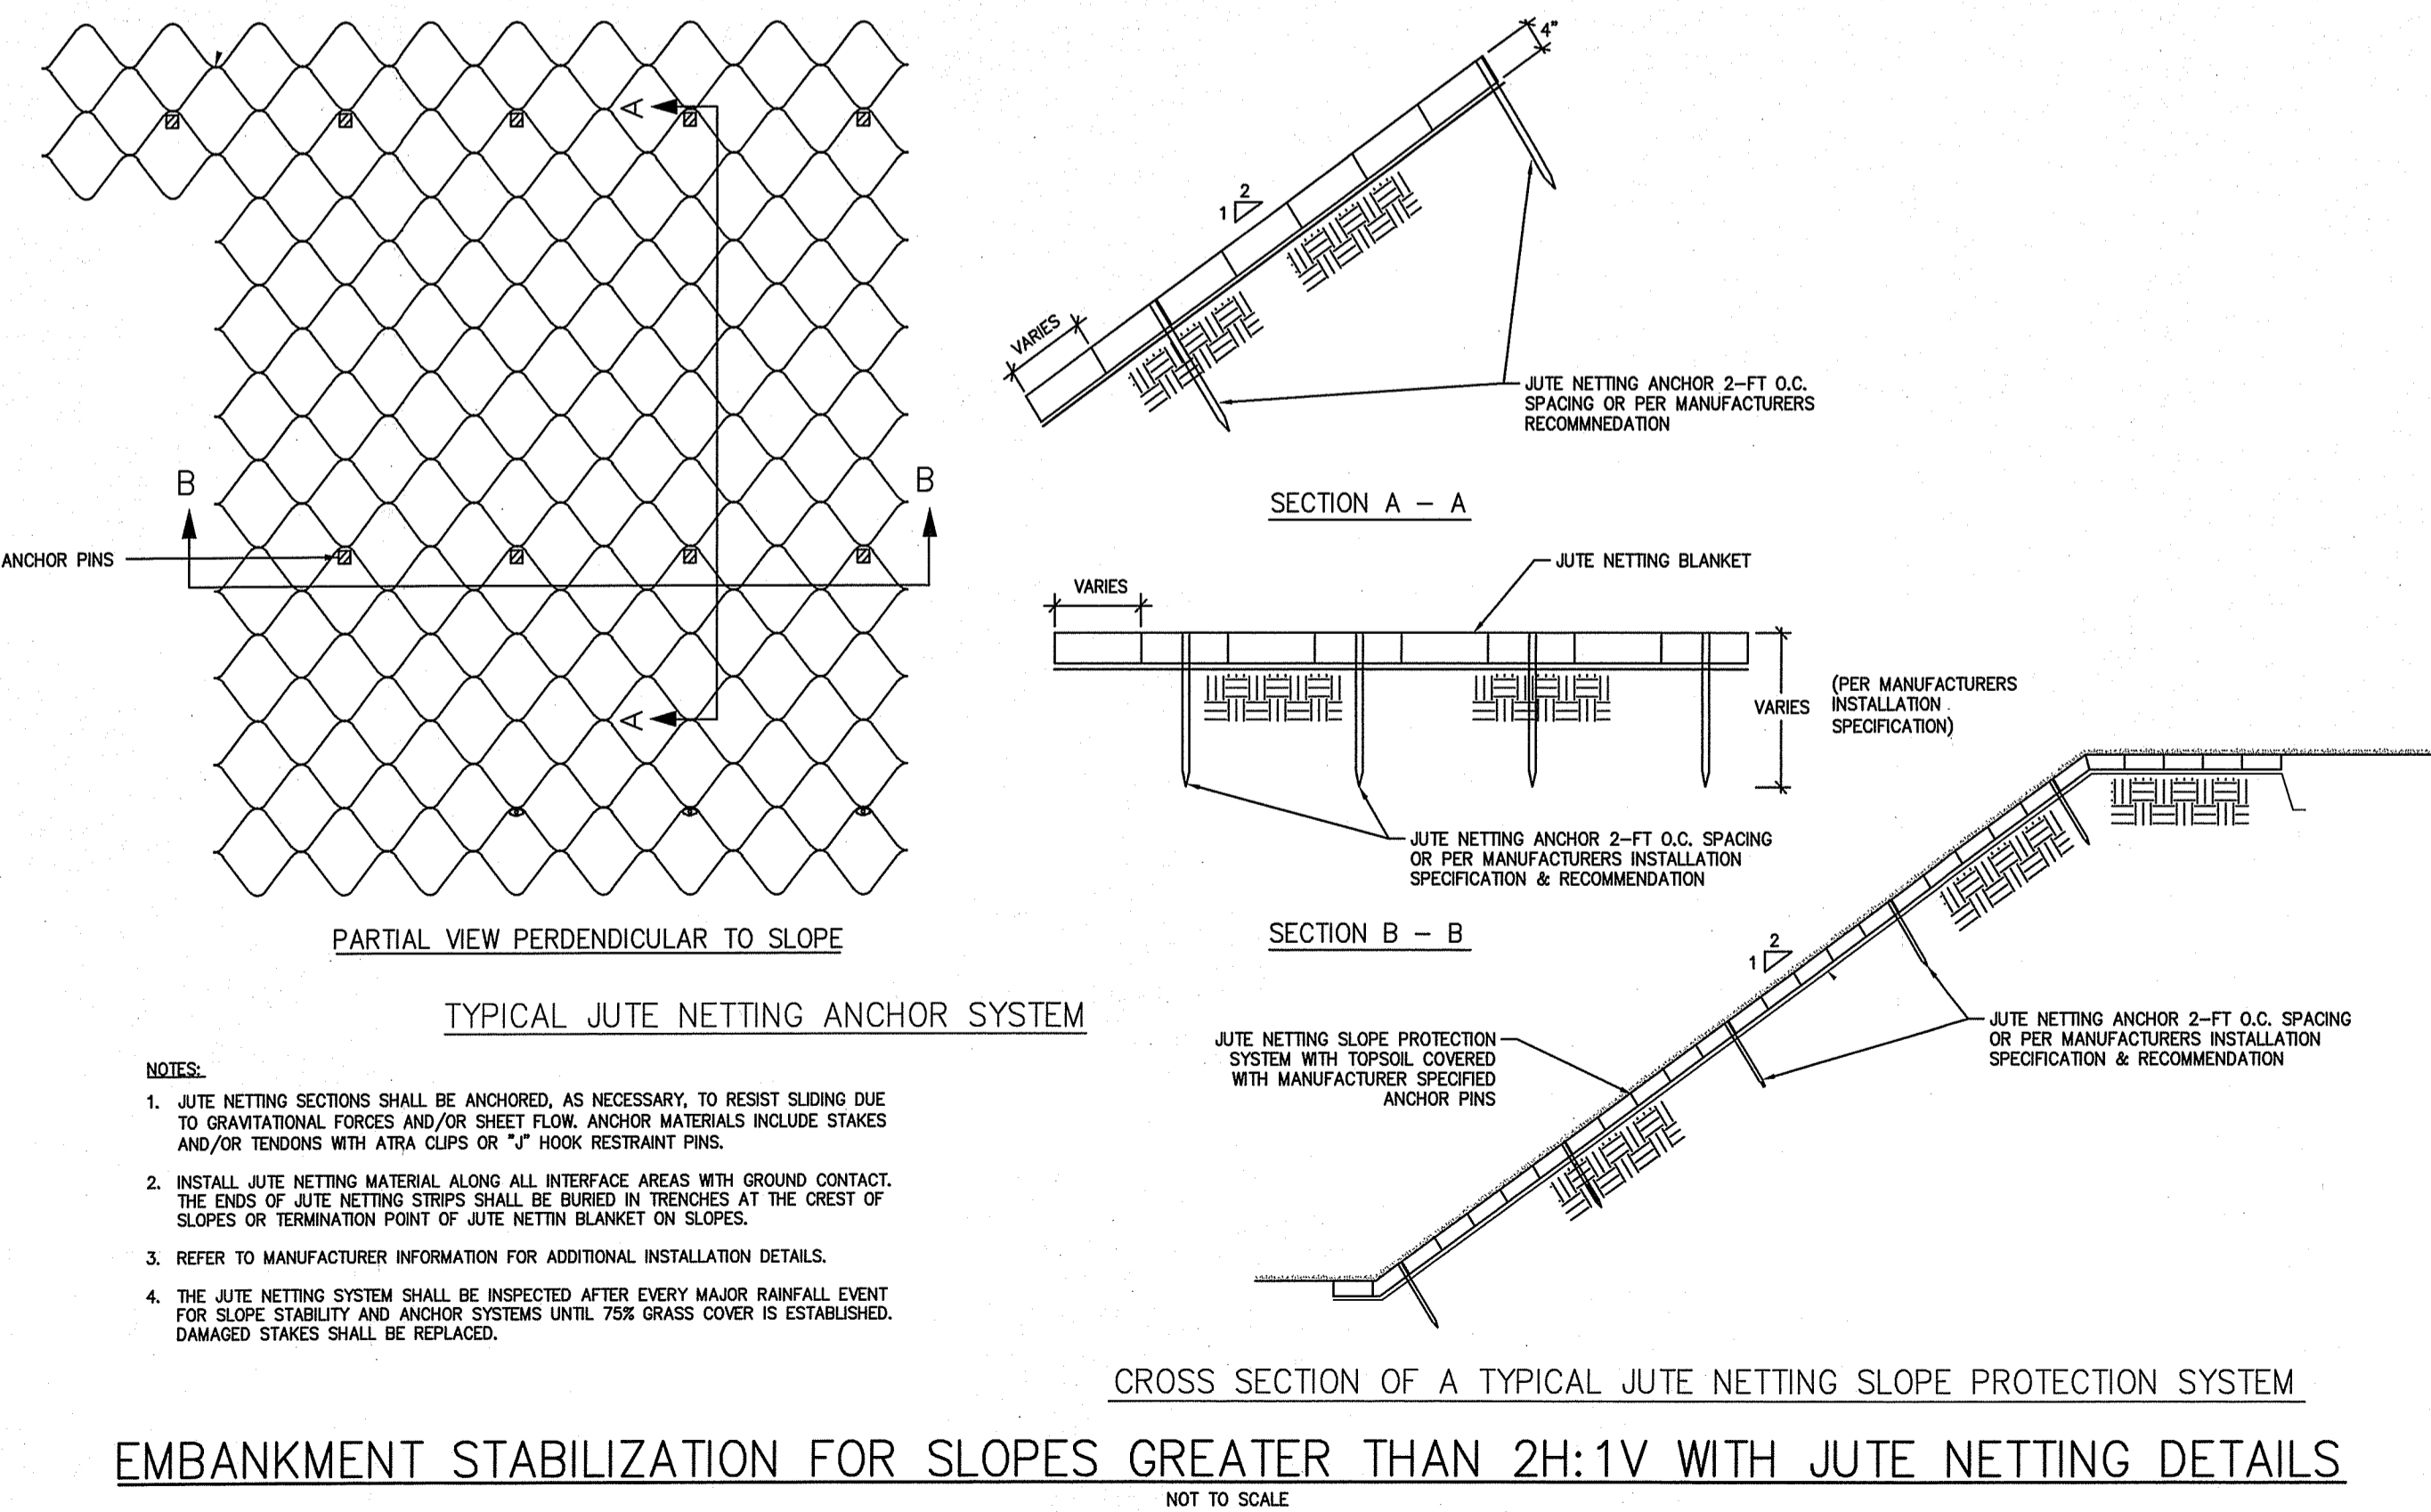 A
A
B
B
ANCHOR PINS
PARTIAL VIEW PERDENDICULAR TO SLOPE
TYPICAL JUTE NETTING ANCHOR SYSTEM
NOTES:
1. JUTE NETTING SECTIONS SHALL BE ANCHORED, AS NECESSARY, TO RESIST SLIDING DUE
TO GRAVITATIONAL FORCES AND/OR SHEET FLOW. ANCHOR MATERIALS INCLUDE STAKES
AND/OR TENDONS WITH ATRA CLIPS OR "J" HOOK RESTRAINT PINS.
2. INSTALL JUTE NETTING MATERIAL ALONG ALL INTERFACE AREAS WITH GROUND CONTACT.
THE ENDS OF JUTE NETTING STRIPS SHALL BE BURIED IN TRENCHES AT THE CREST OF
SLOPES OR TERMINATION POINT OF JUTE NETTIN BLANKET ON SLOPES.
3. REFER TO MANUFACTURER INFORMATION FOR ADDITIONAL INSTALLATION DETAILS.
4. THE JUTE NETTING SYSTEM SHALL BE INSPECTED AFTER EVERY MAJOR RAINFALL EVENT
FOR SLOPE STABILITY AND ANCHOR SYSTEMS UNTIL 75% GRASS COVER IS ESTABLISHED.
DAMAGED STAKES SHALL BE REPLACED.
4"
2
1
VARIES
JUTE NETTING ANCHOR 2-FT O.C.
SPACING OR PER MANUFACTURERS
RECOMMNEDATION
SECTION A - A
JUTE NETTING BLANKET
VARIES
VARIES
(PER MANUFACTURERS
INSTALLATION
SPECIFICATION)
JUTE NETTING ANCHOR 2-FT O.C. SPACING
OR PER MANUFACTURERS INSTALLATION
SPECIFICATION & RECOMMENDATION
SECTION B - B
2
1
JUTE NETTING SLOPE PROTECTION
SYSTEM WITH TOPSOIL COVERED
WITH MANUFACTURER SPECIFIED
ANCHOR PINS
JUTE NETTING ANCHOR 2-FT O.C. SPACING
OR PER MANUFACTURERS INSTALLATION
SPECIFICATION & RECOMMENDATION
CROSS SECTION OF A TYPICAL JUTE NETTING SLOPE PROTECTION SYSTEM
EMBANKMENT STABILIZATION FOR SLOPES GREATER THAN 2H:1V WITH JUTE NETTING DETAILS
NOT TO SCALE